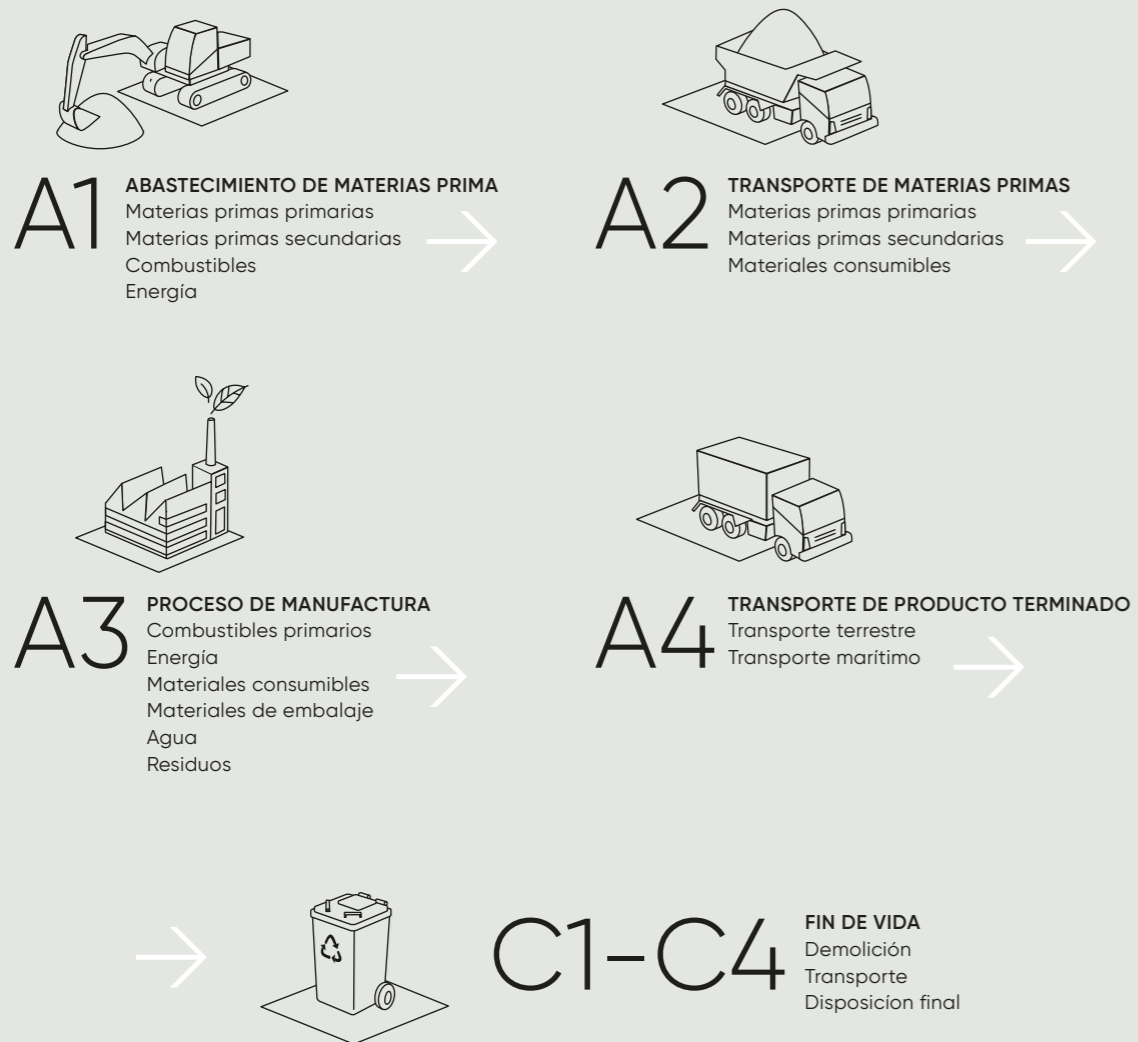 A1
ABASTECIMIENTO DE MATERIAS PRIMA
Materias primas primarias
Materias primas secundarias
Combustibles
Energía
A2
TRANSPORTE DE MATERIAS PRIMAS
Materias primas primarias
Materias primas secundarias
Materiales consumibles
A3
PROCESO DE MANUFACTURA
Combustibles primarios
Energía
Materiales consumibles
Materiales de embalaje
Agua
Residuos
A4
TRANSPORTE DE PRODUCTO TERMINADO
Transporte terrestre
Transporte marítimo
C1–C4
FIN DE VIDA
Demolición
Transporte
Disposicíon final